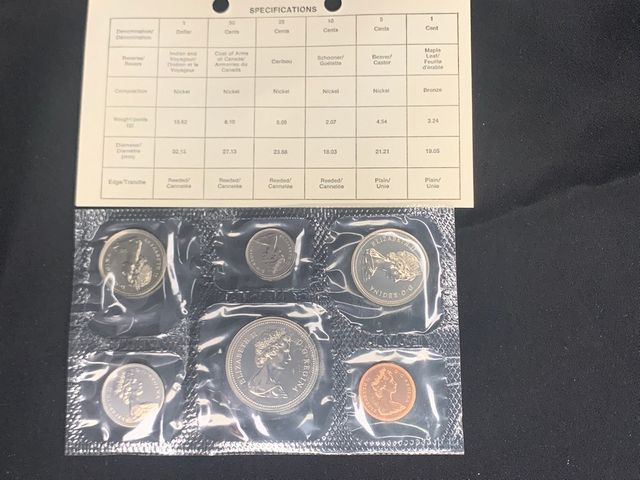 SPECIFICATIONS
Denomination/ Dénomination $ Dollar 50 Cents 25 Cents 10 Cents 5 Cents 1 Cent
Reverse/ Revers Indian and Voyageur/ Indien et le Voyageur Coat of Arms of Canada/ Armoiries du Canada Caribou Schooner/ Goélette Beaver/ Castor Maple Leaf/ Feuille d'érable
Composition Nickel Nickel Nickel Nickel Nickel Bronze
Weight/poids (g) 15.62 8.10 5.05 2.07 4.54 3.24
Diameter/ Diamètre (mm) 32.13 27.13 23.88 18.03 21.21 19.05
Edge/Tranche Reeded/ Cannelée Reeded/ Cannelée Reeded/ Cannelée Reeded/ Cannelée Plain/ Unie Plain/ Unie
ELIZABETH
D·G·REGINA
ELIZABETH D·G·REGINA